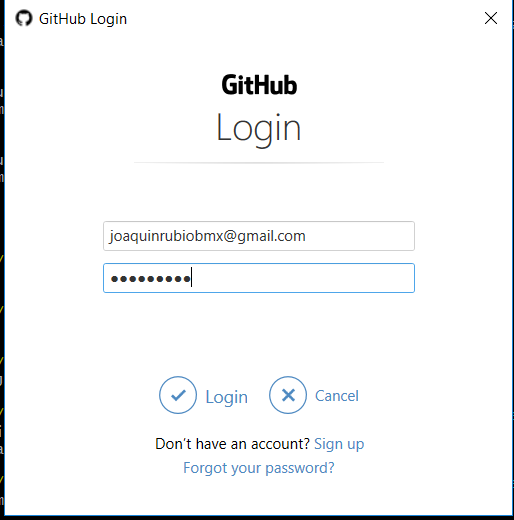 GitHub Login
GitHub
Login
joaquinrubiobmx@gmail.com
●●●●●●●●●
Login Cancel
Don't have an account? Sign up
Forgot your password?